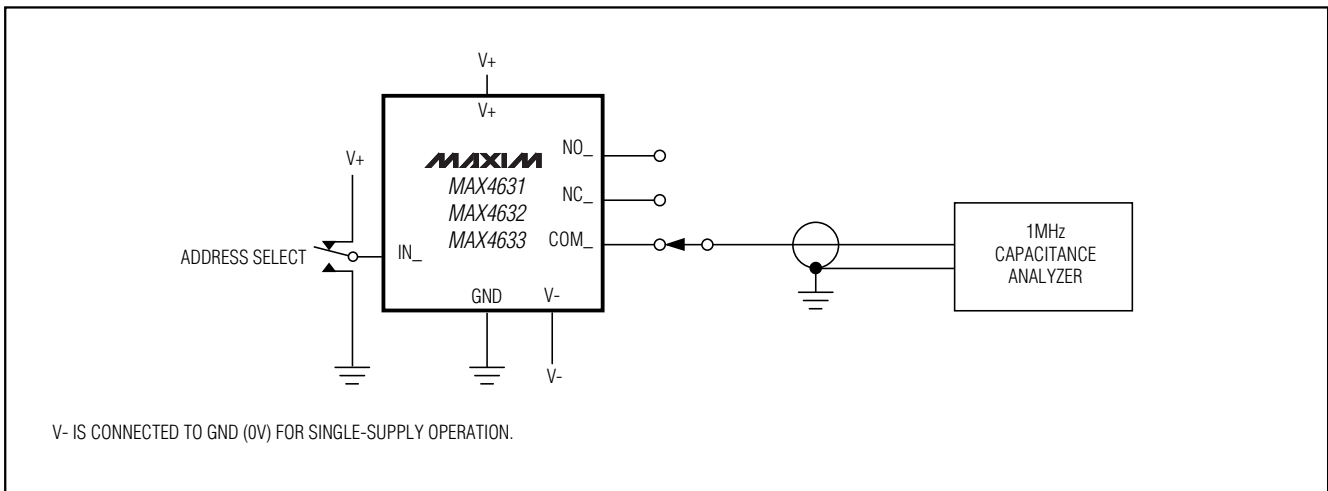 V+
V+
V+
MAXIM
MAX4631
MAX4632
MAX4633
NO_
NC_
COM_
ADDRESS SELECT
IN_
GND
V-
V-
1MHz
CAPACITANCE
ANALYZER
V- IS CONNECTED TO GND (0V) FOR SINGLE-SUPPLY OPERATION.